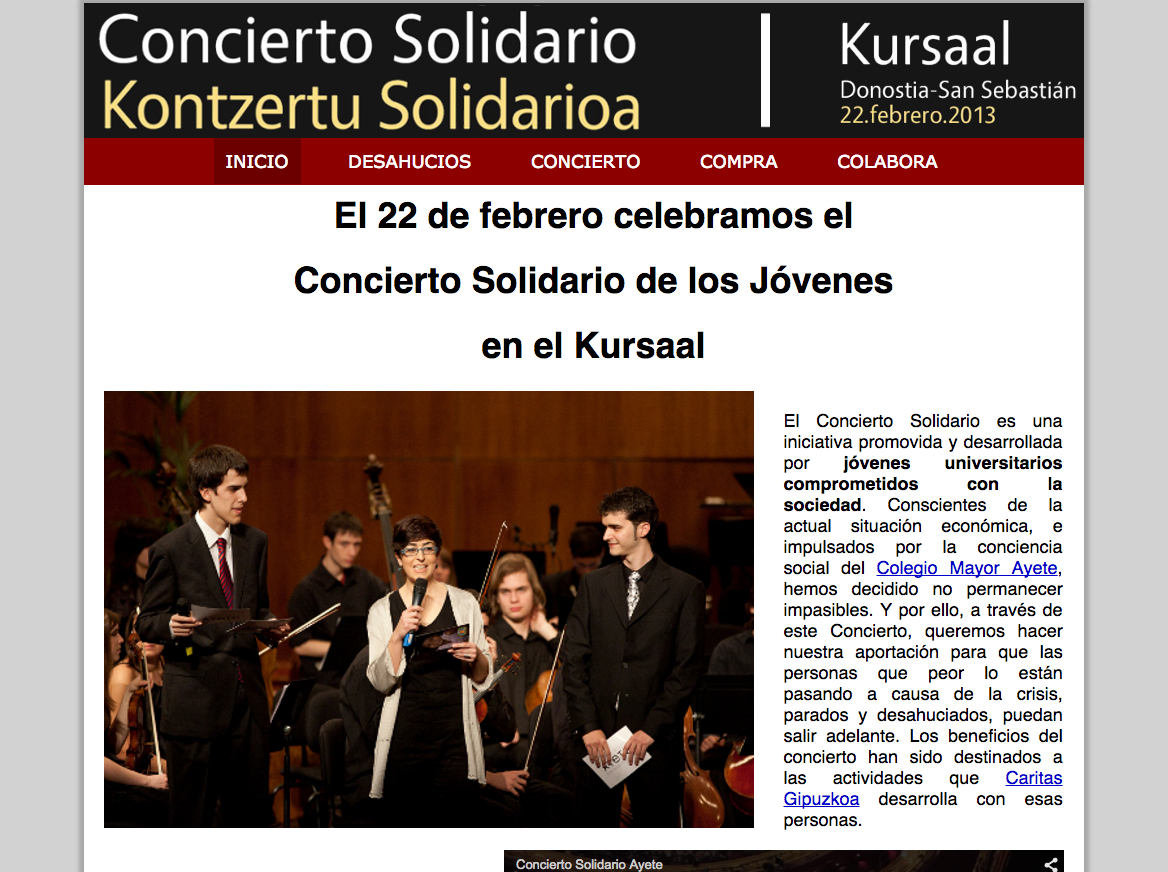 Concierto Solidario
Kontzertu Solidarioa
Kursaal
Donostia-San Sebastián
22.febrero.2013
INICIO DESAHUCIOS CONCIERTO COMPRA COLABORA
El 22 de febrero celebramos el
Concierto Solidario de los Jóvenes
en el Kursaal
El Concierto Solidario es una
iniciativa promovida y desarrollada
por jóvenes universitarios
comprometidos con la
sociedad. Conscientes de la
actual situación económica, e
impulsados por la conciencia
social del Colegio Mayor Ayete,
hemos decidido no permanecer
impasibles. Y por ello, a través de
este Concierto, queremos hacer
nuestra aportación para que las
personas que peor lo están
pasando a causa de la crisis,
parados y desahuciados, puedan
salir adelante. Los beneficios del
concierto han sido destinados a
las actividades que Caritas
Gipuzkoa desarrolla con esas
personas.
Concierto Solidario Ayete